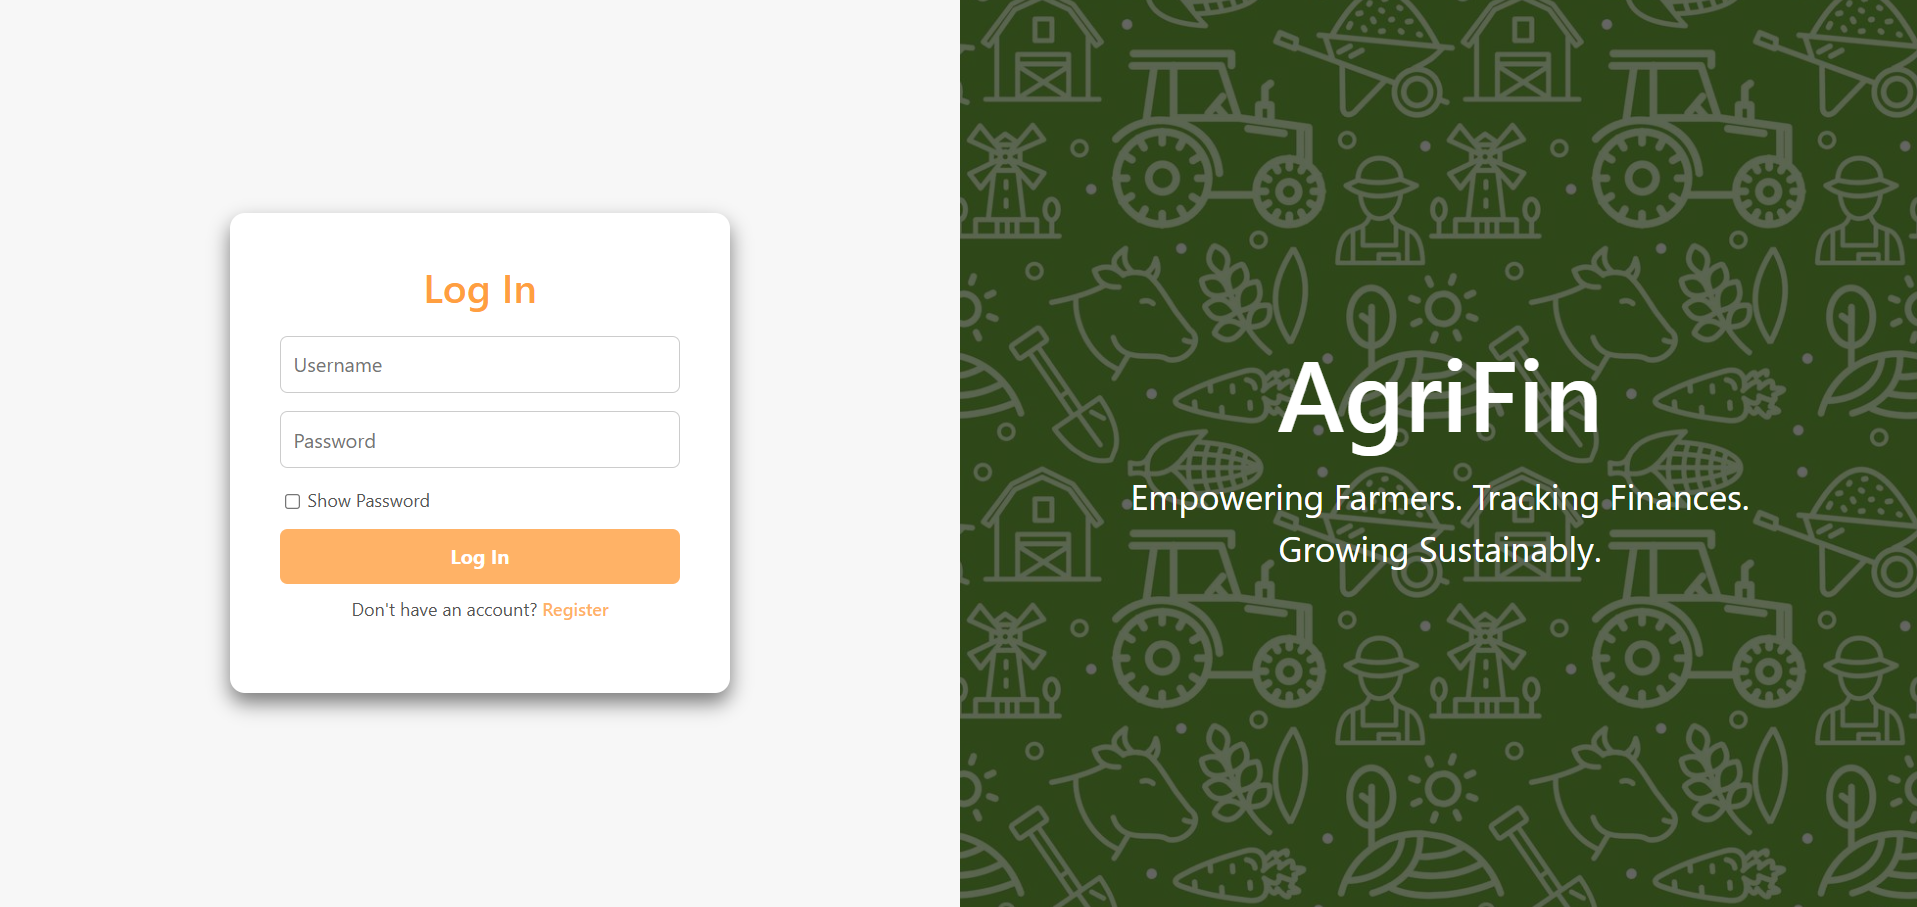 Log In
Username
Password
Show Password
Log In
Don't have an account? Register
AgriFin
Empowering Farmers. Tracking Finances.
Growing Sustainably.